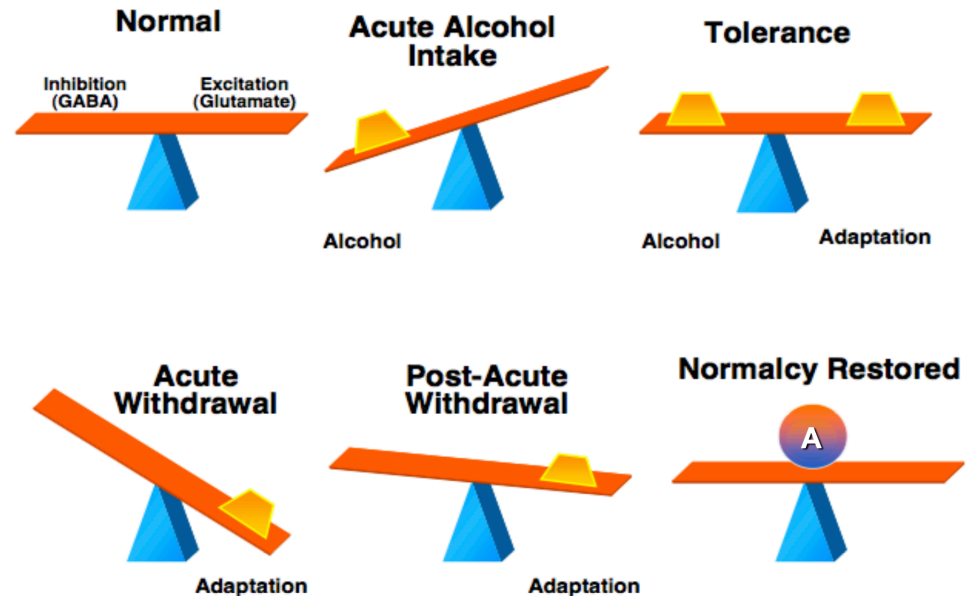 Normal
Inhibition
(GABA)
Excitation
(Glutamate)
Acute Alcohol
Intake
Alcohol
Tolerance
Alcohol
Adaptation
Acute
Withdrawal
Adaptation
Post-Acute
Withdrawal
Adaptation
Normalcy Restored
A